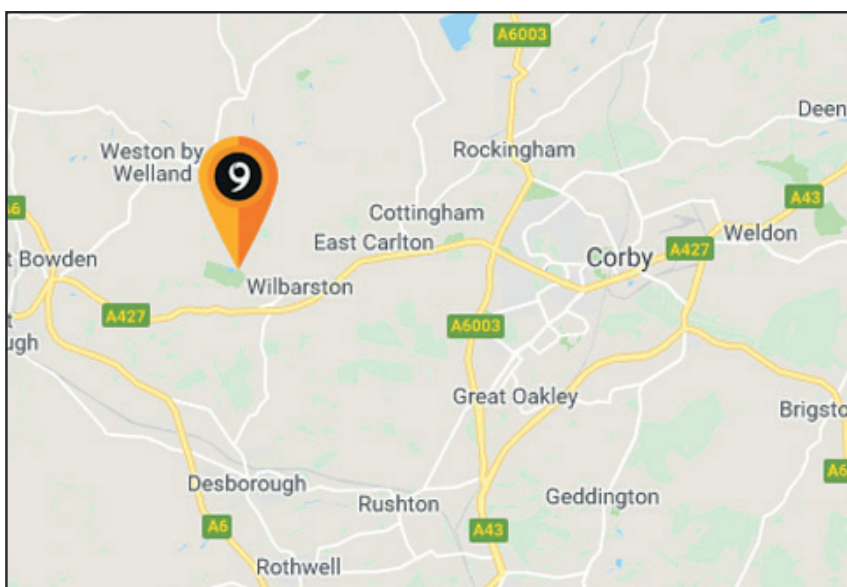 A6003
Deen
Weston by
Welland
9
Rockingham
A43
A6
Cottingham
Weldon
East Carlton
t Bowden
Corby
A427
Wilbarston
A427
A6003
t
ugh
Great Oakley
Brigsto
Desborough
A6
Rushton
Geddington
A6
A43
Rothwell